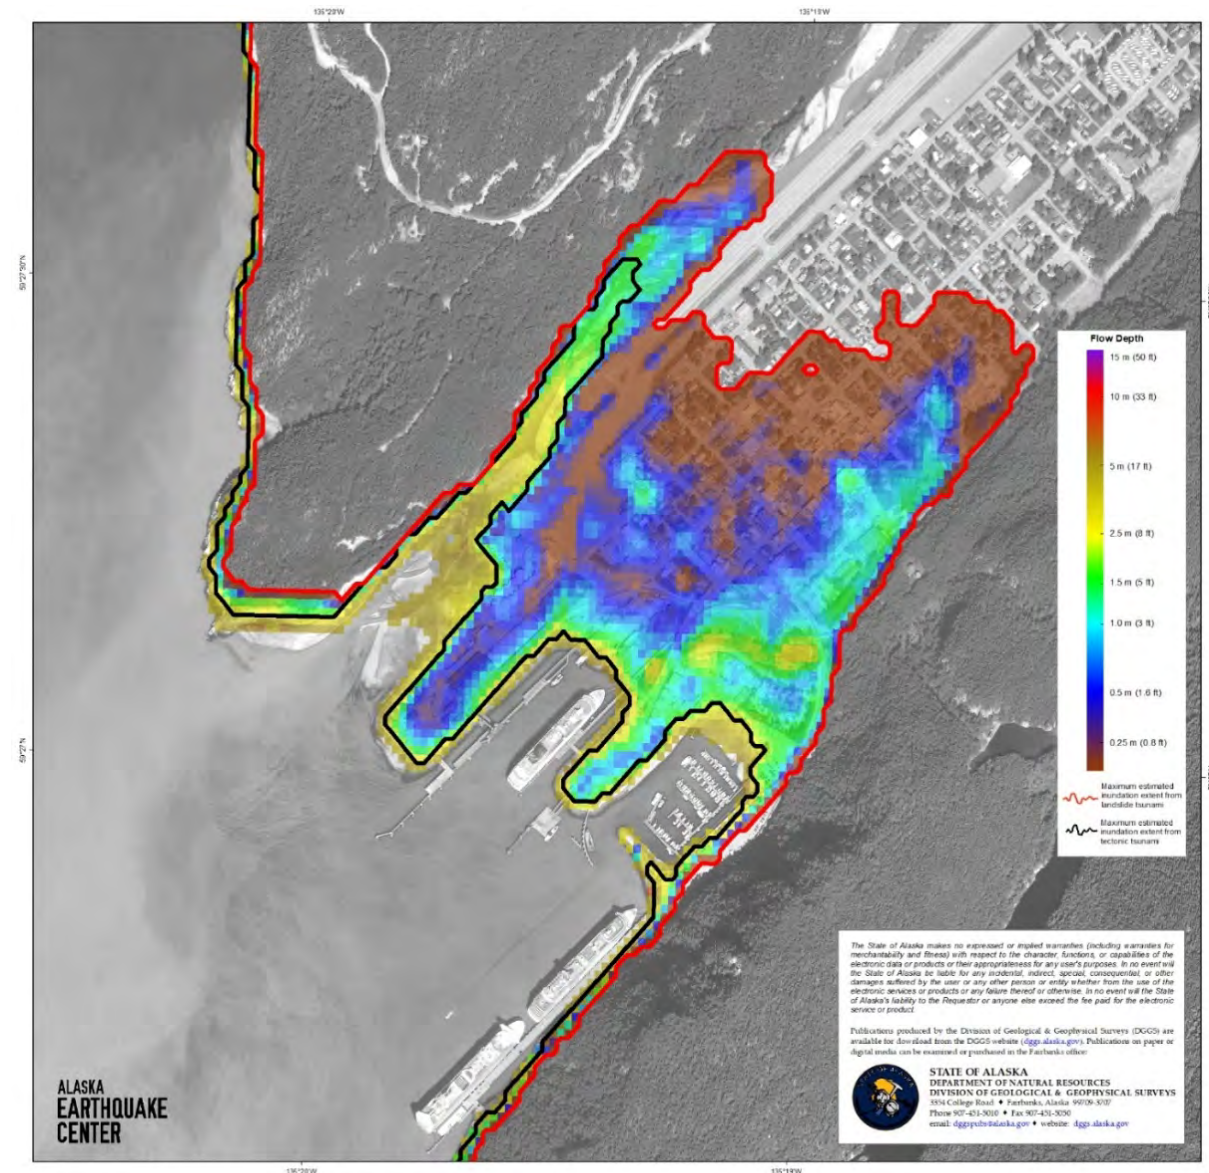 135°20'W
135°19'W
59°27'30"N
59°27'N
Flow Depth
15 m (50 ft)
10 m (33 ft)
5 m (17 ft)
2.5 m (8 ft)
1.5 m (5 ft)
1.0 m (3 ft)
0.5 m (1.6 ft)
0.25 m (0.8 ft)
Maximum estimated
inundation extent from
landslide tsunami
Maximum estimated
inundation extent from
tectonic tsunami
The State of Alaska makes no expressed or implied warranties (including warranties for
merchantability and fitness) with respect to the character, functions, or capabilities of the
electronic data or products or their appropriateness for any user's purposes. In no event will
the State of Alaska be liable for any incidental, indirect, special, consequential, or other
damages suffered by the user or any other person or entity whether from the use of the
electronic services or products or any failure thereof or otherwise. In no event will the State
of Alaska's liability to the Requestor or anyone else exceed the fee paid for the electronic
service or product
Publications produced by the Division of Geological & Geophysical Surveys (DGGS) are
available for download from the DGGS website (dggs.alaska.gov). Publications on paper or
digital media can be examined or purchased in the Fairbanks office:
STATE OF ALASKA
DEPARTMENT OF NATURAL RESOURCES
DIVISION OF GEOLOGICAL & GEOPHYSICAL SURVEYS
3354 College Road ♦ Fairbanks, Alaska 99709-3707
Phone 907-451-5010 ♦ Fax 907-451-5050
email: dggspubs@alaska.gov ♦ website: dggs.alaska.gov
ALASKA
EARTHQUAKE
CENTER
135°20'W
135°19'W